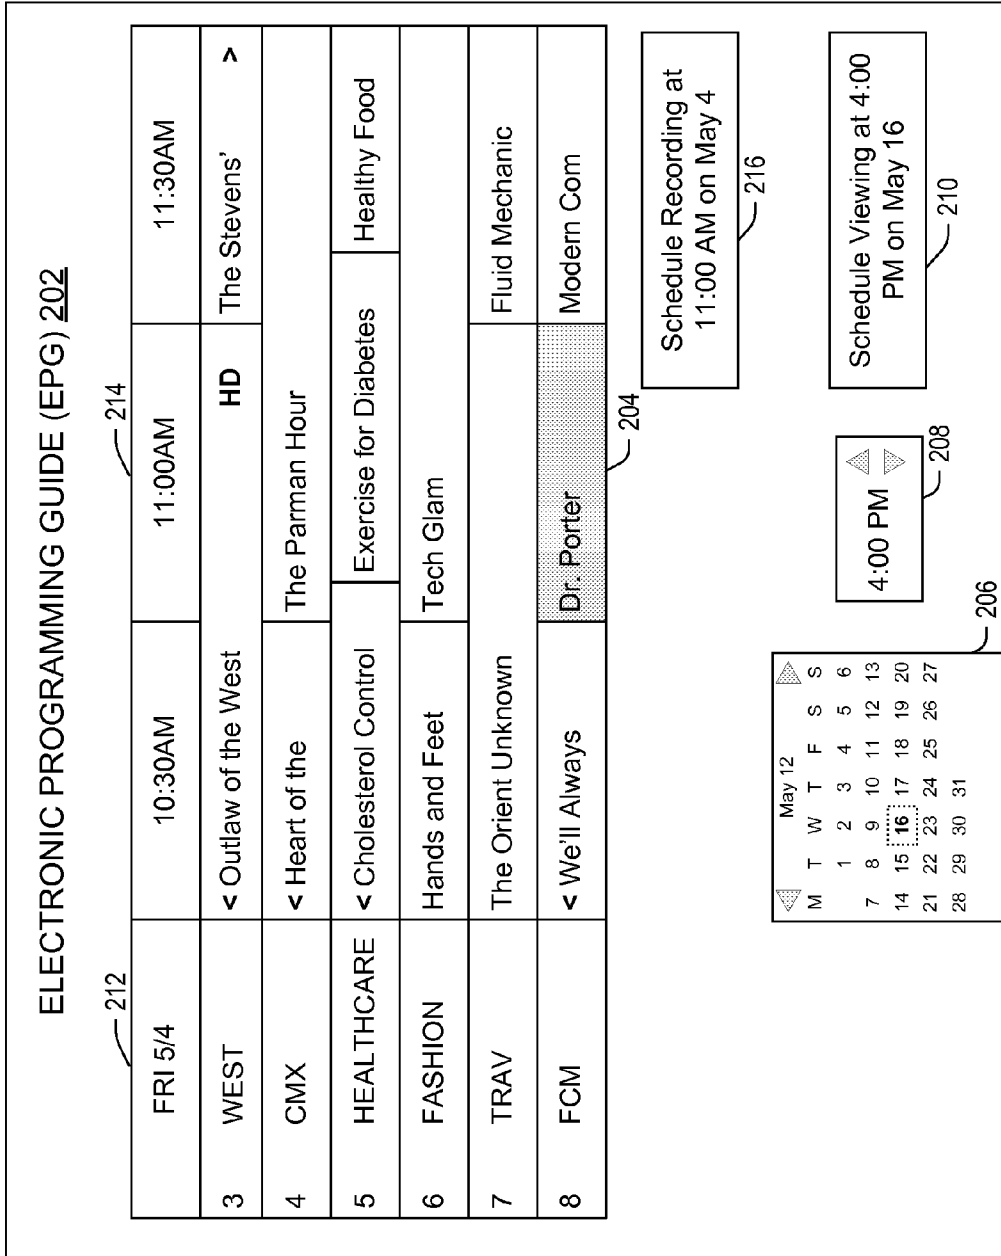 ELECTRONIC PROGRAMMING GUIDE (EPG) 202
212
214
FRI 5/4 10:30AM 11:00AM 11:30AM
3 WEST < Outlaw of the West HD The Stevens' >
4 CMX < Heart of the The Parman Hour
5 HEALTHCARE < Cholesterol Control Exercise for Diabetes Healthy Food
6 FASHION Hands and Feet Tech Glam
7 TRAV The Orient Unknown Fluid Mechanic
8 FCM < We'll Always Dr. Porter Modern Com
204
Schedule Recording at
11:00 AM on May 4
216
May 12
M T W T F S S
1 2 3 4 5 6
7 8 9 10 11 12 13
14 15 16 17 18 19 20
21 22 23 24 25 26 27
28 29 30 31
206
4:00 PM
208
Schedule Viewing at 4:00
PM on May 16
210